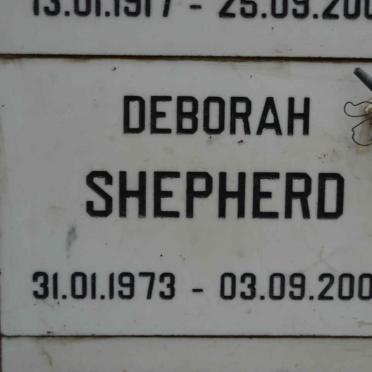 13.01.1917 - 25.09.200
DEBORAH
SHEPHERD
31.01.1973 - 03.09.200